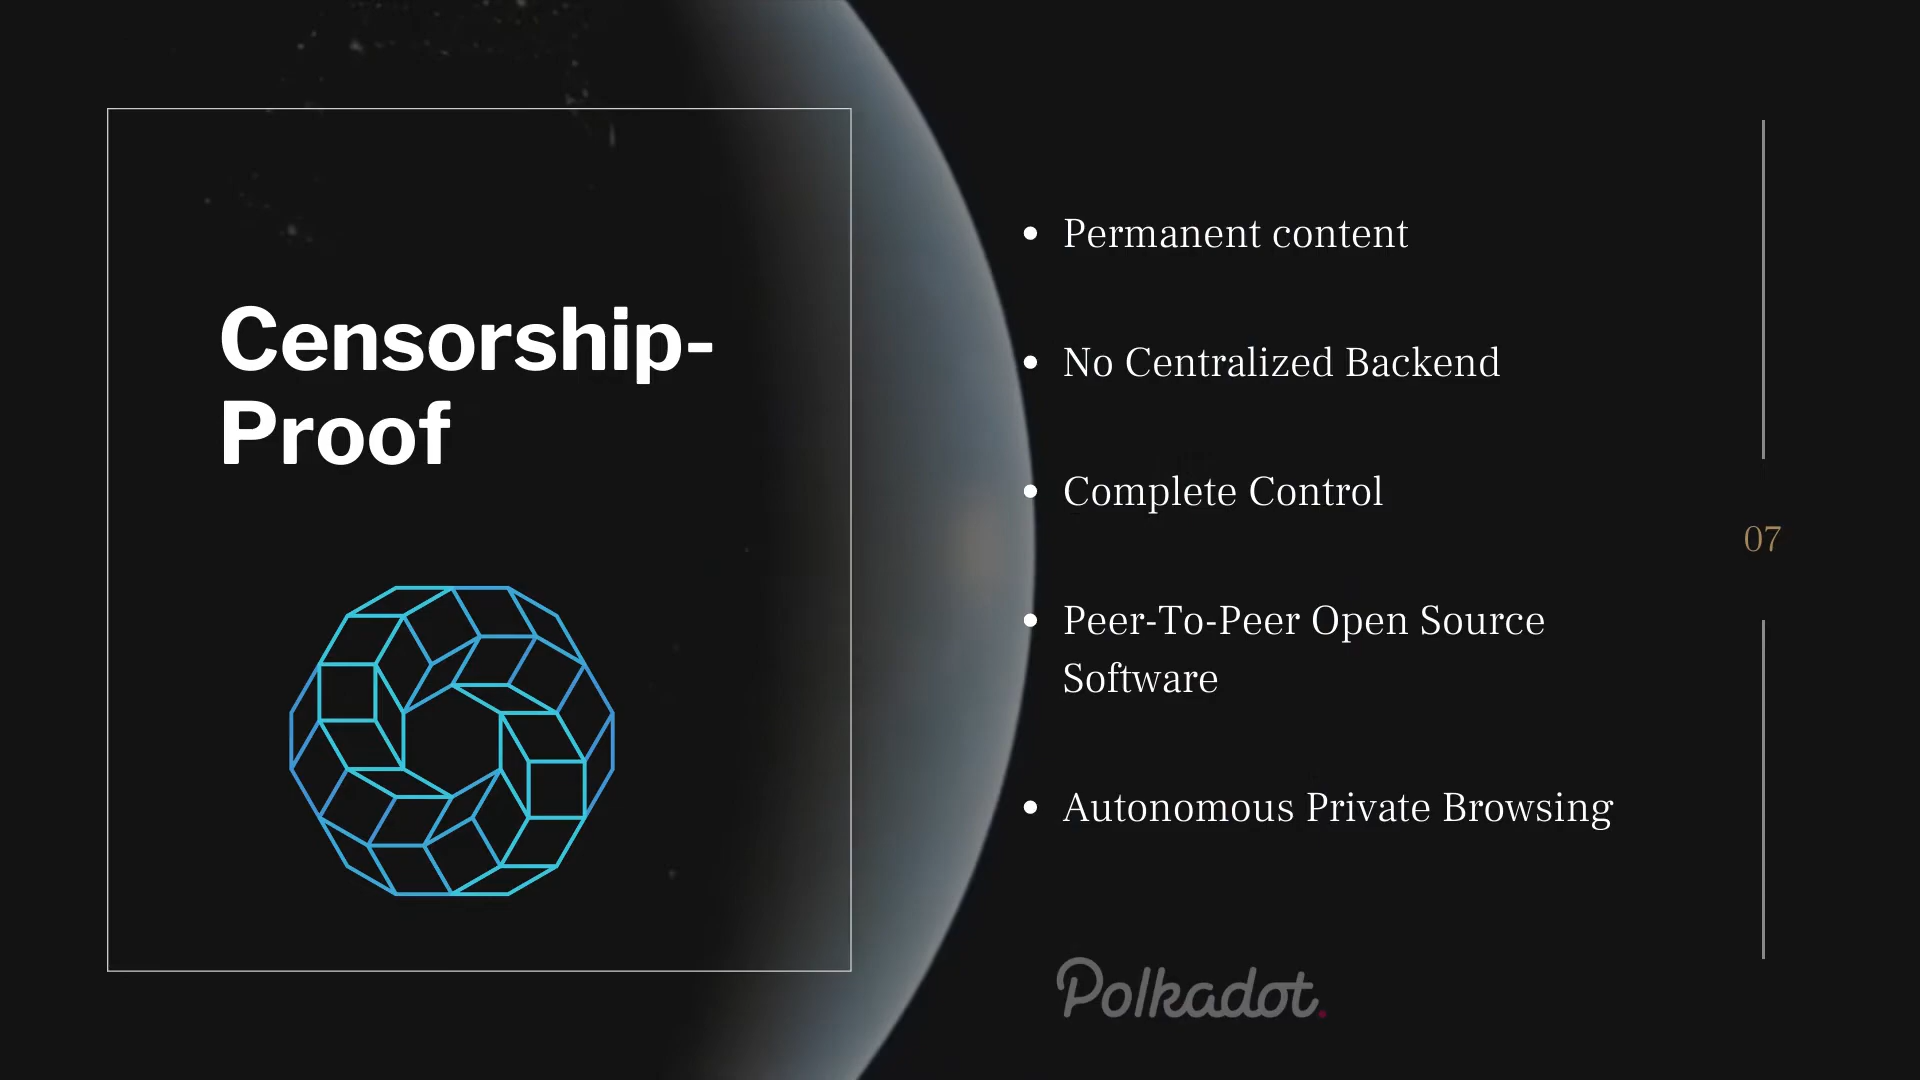 Censorship-
Proof
• Permanent content
• No Centralized Backend
• Complete Control
• Peer-To-Peer Open Source
Software
• Autonomous Private Browsing
07
Polkadot.